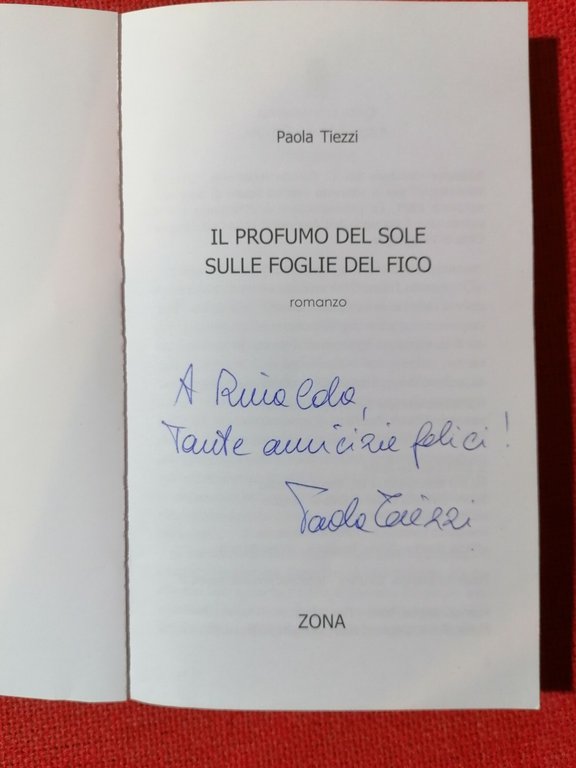 Paola Tiezzi
IL PROFUMO DEL SOLE
SULLE FOGLIE DEL FICO
romanzo
A Rinalda,
Tante amicizie felici!
Paola Tiezzi
ZONA